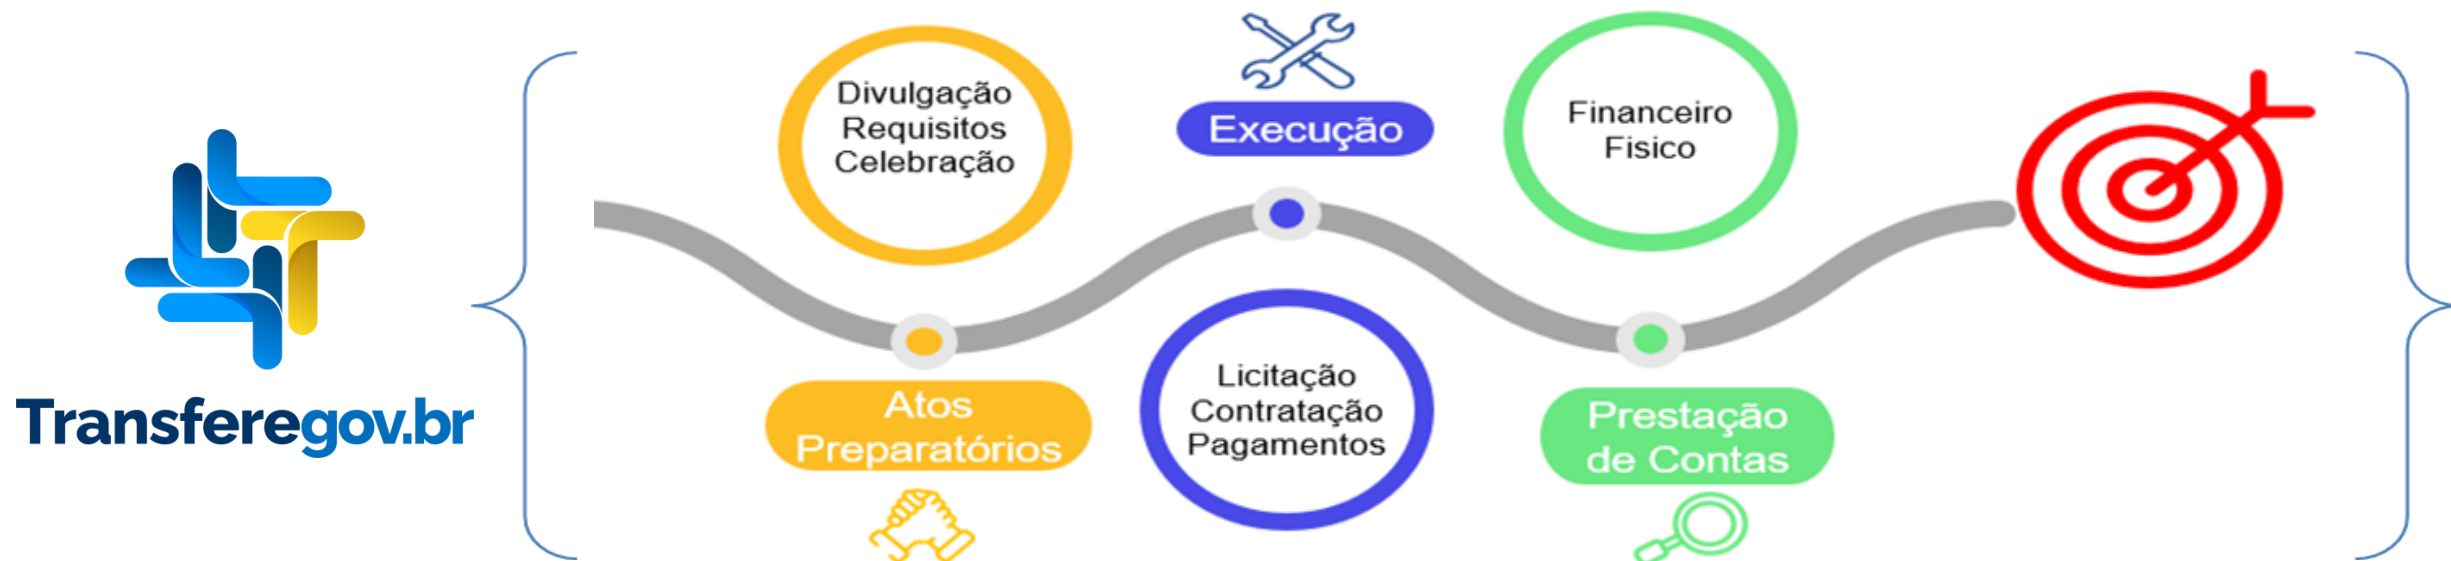 Transferegov.br
Divulgação
Requisitos
Celebração
Atos
Preparatórios
Execução
Licitação
Contratação
Pagamentos
Financeiro
Fisico
Prestação
de Contas